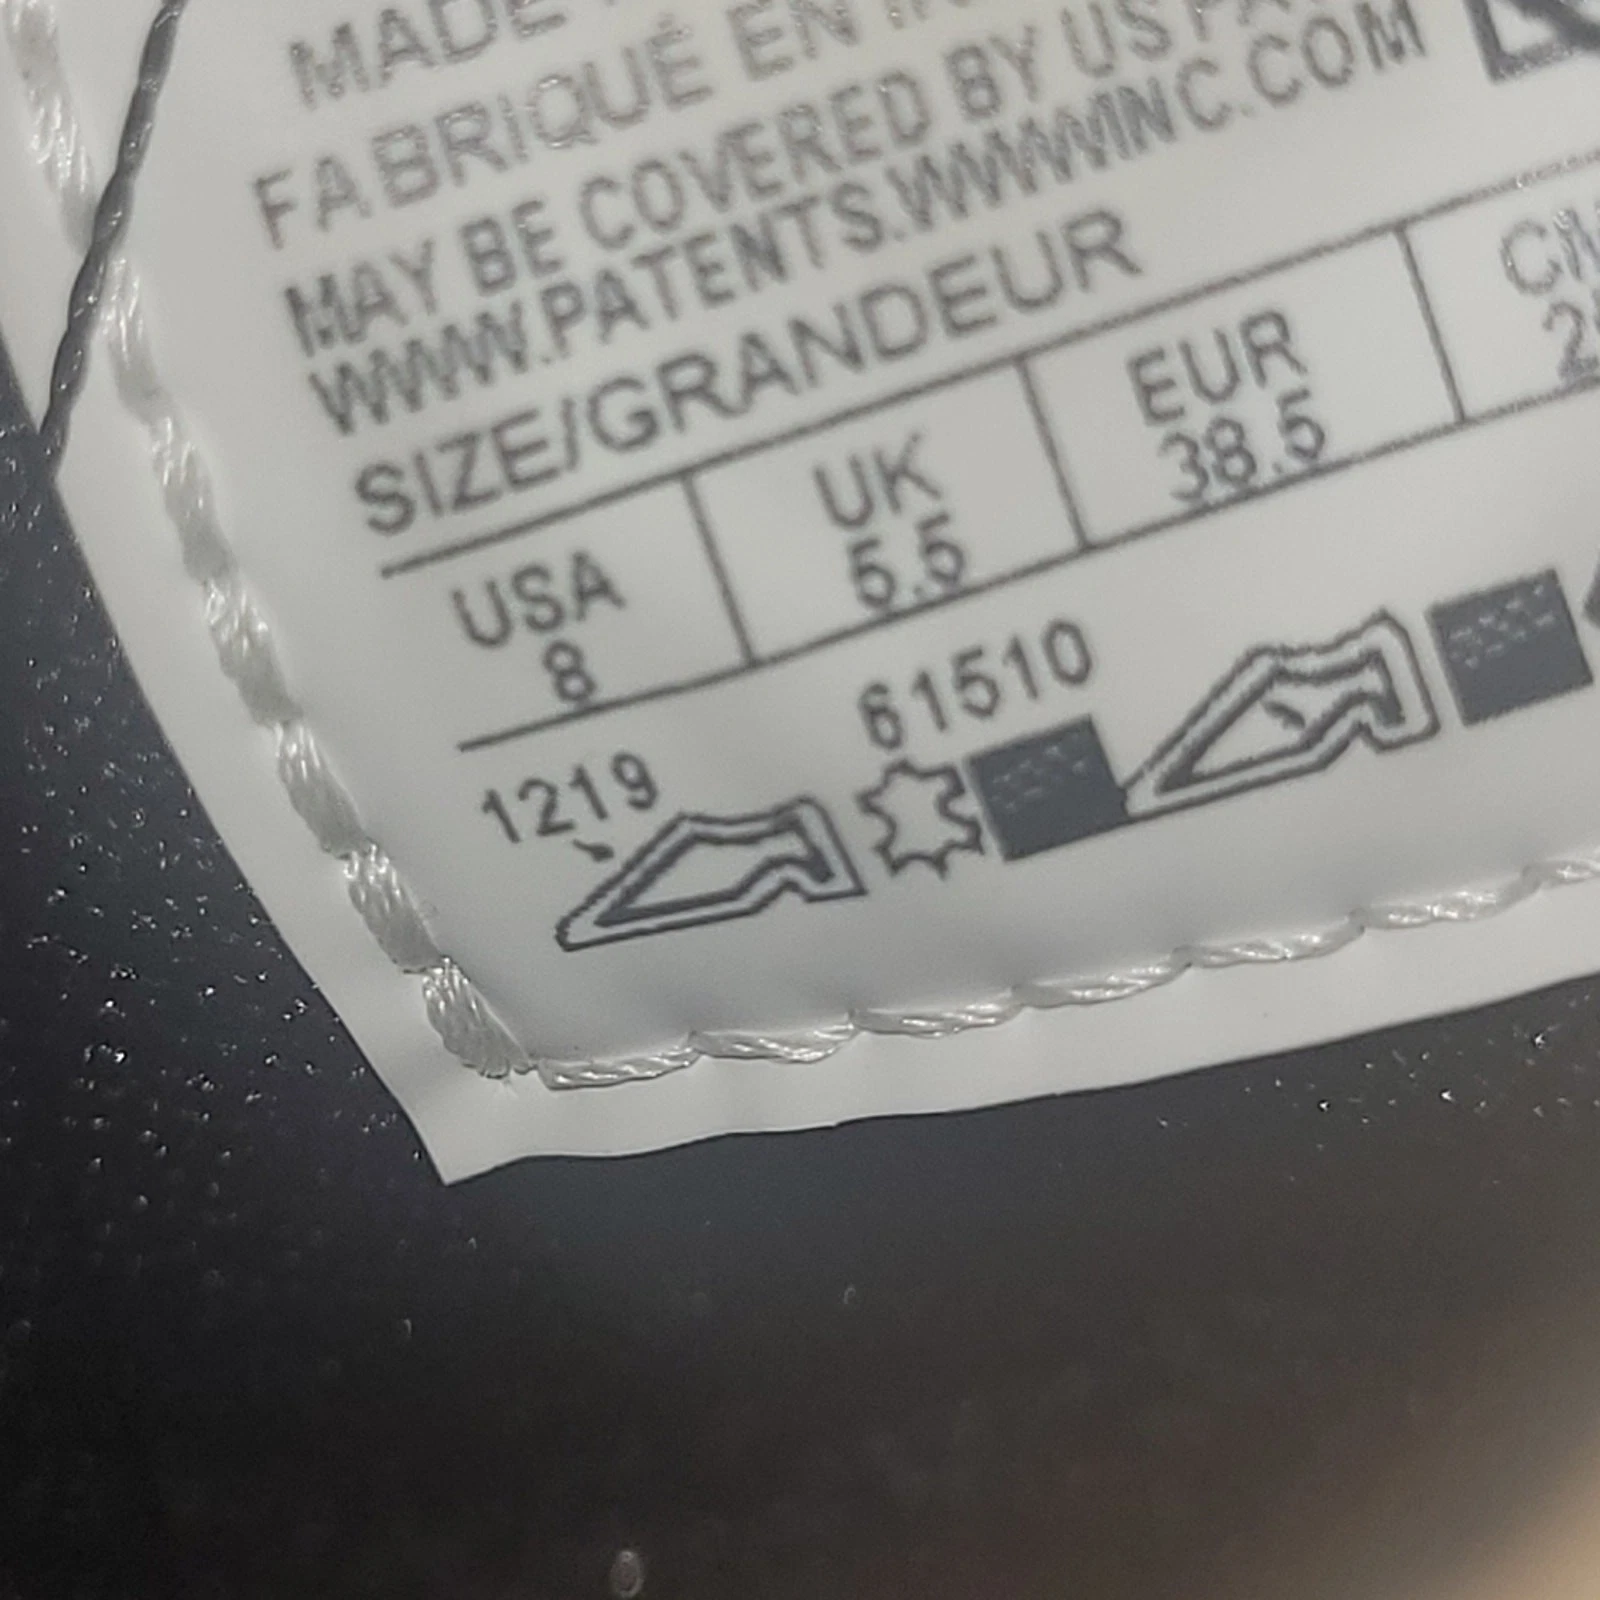 MADE
FABRIQUÉ EN
MAY BE COVERED BY US
WWW.PATENTS.WWWINC.COM
SIZE/GRANDEUR
USA UK EUR
8 5.5 38.5
1219 61510